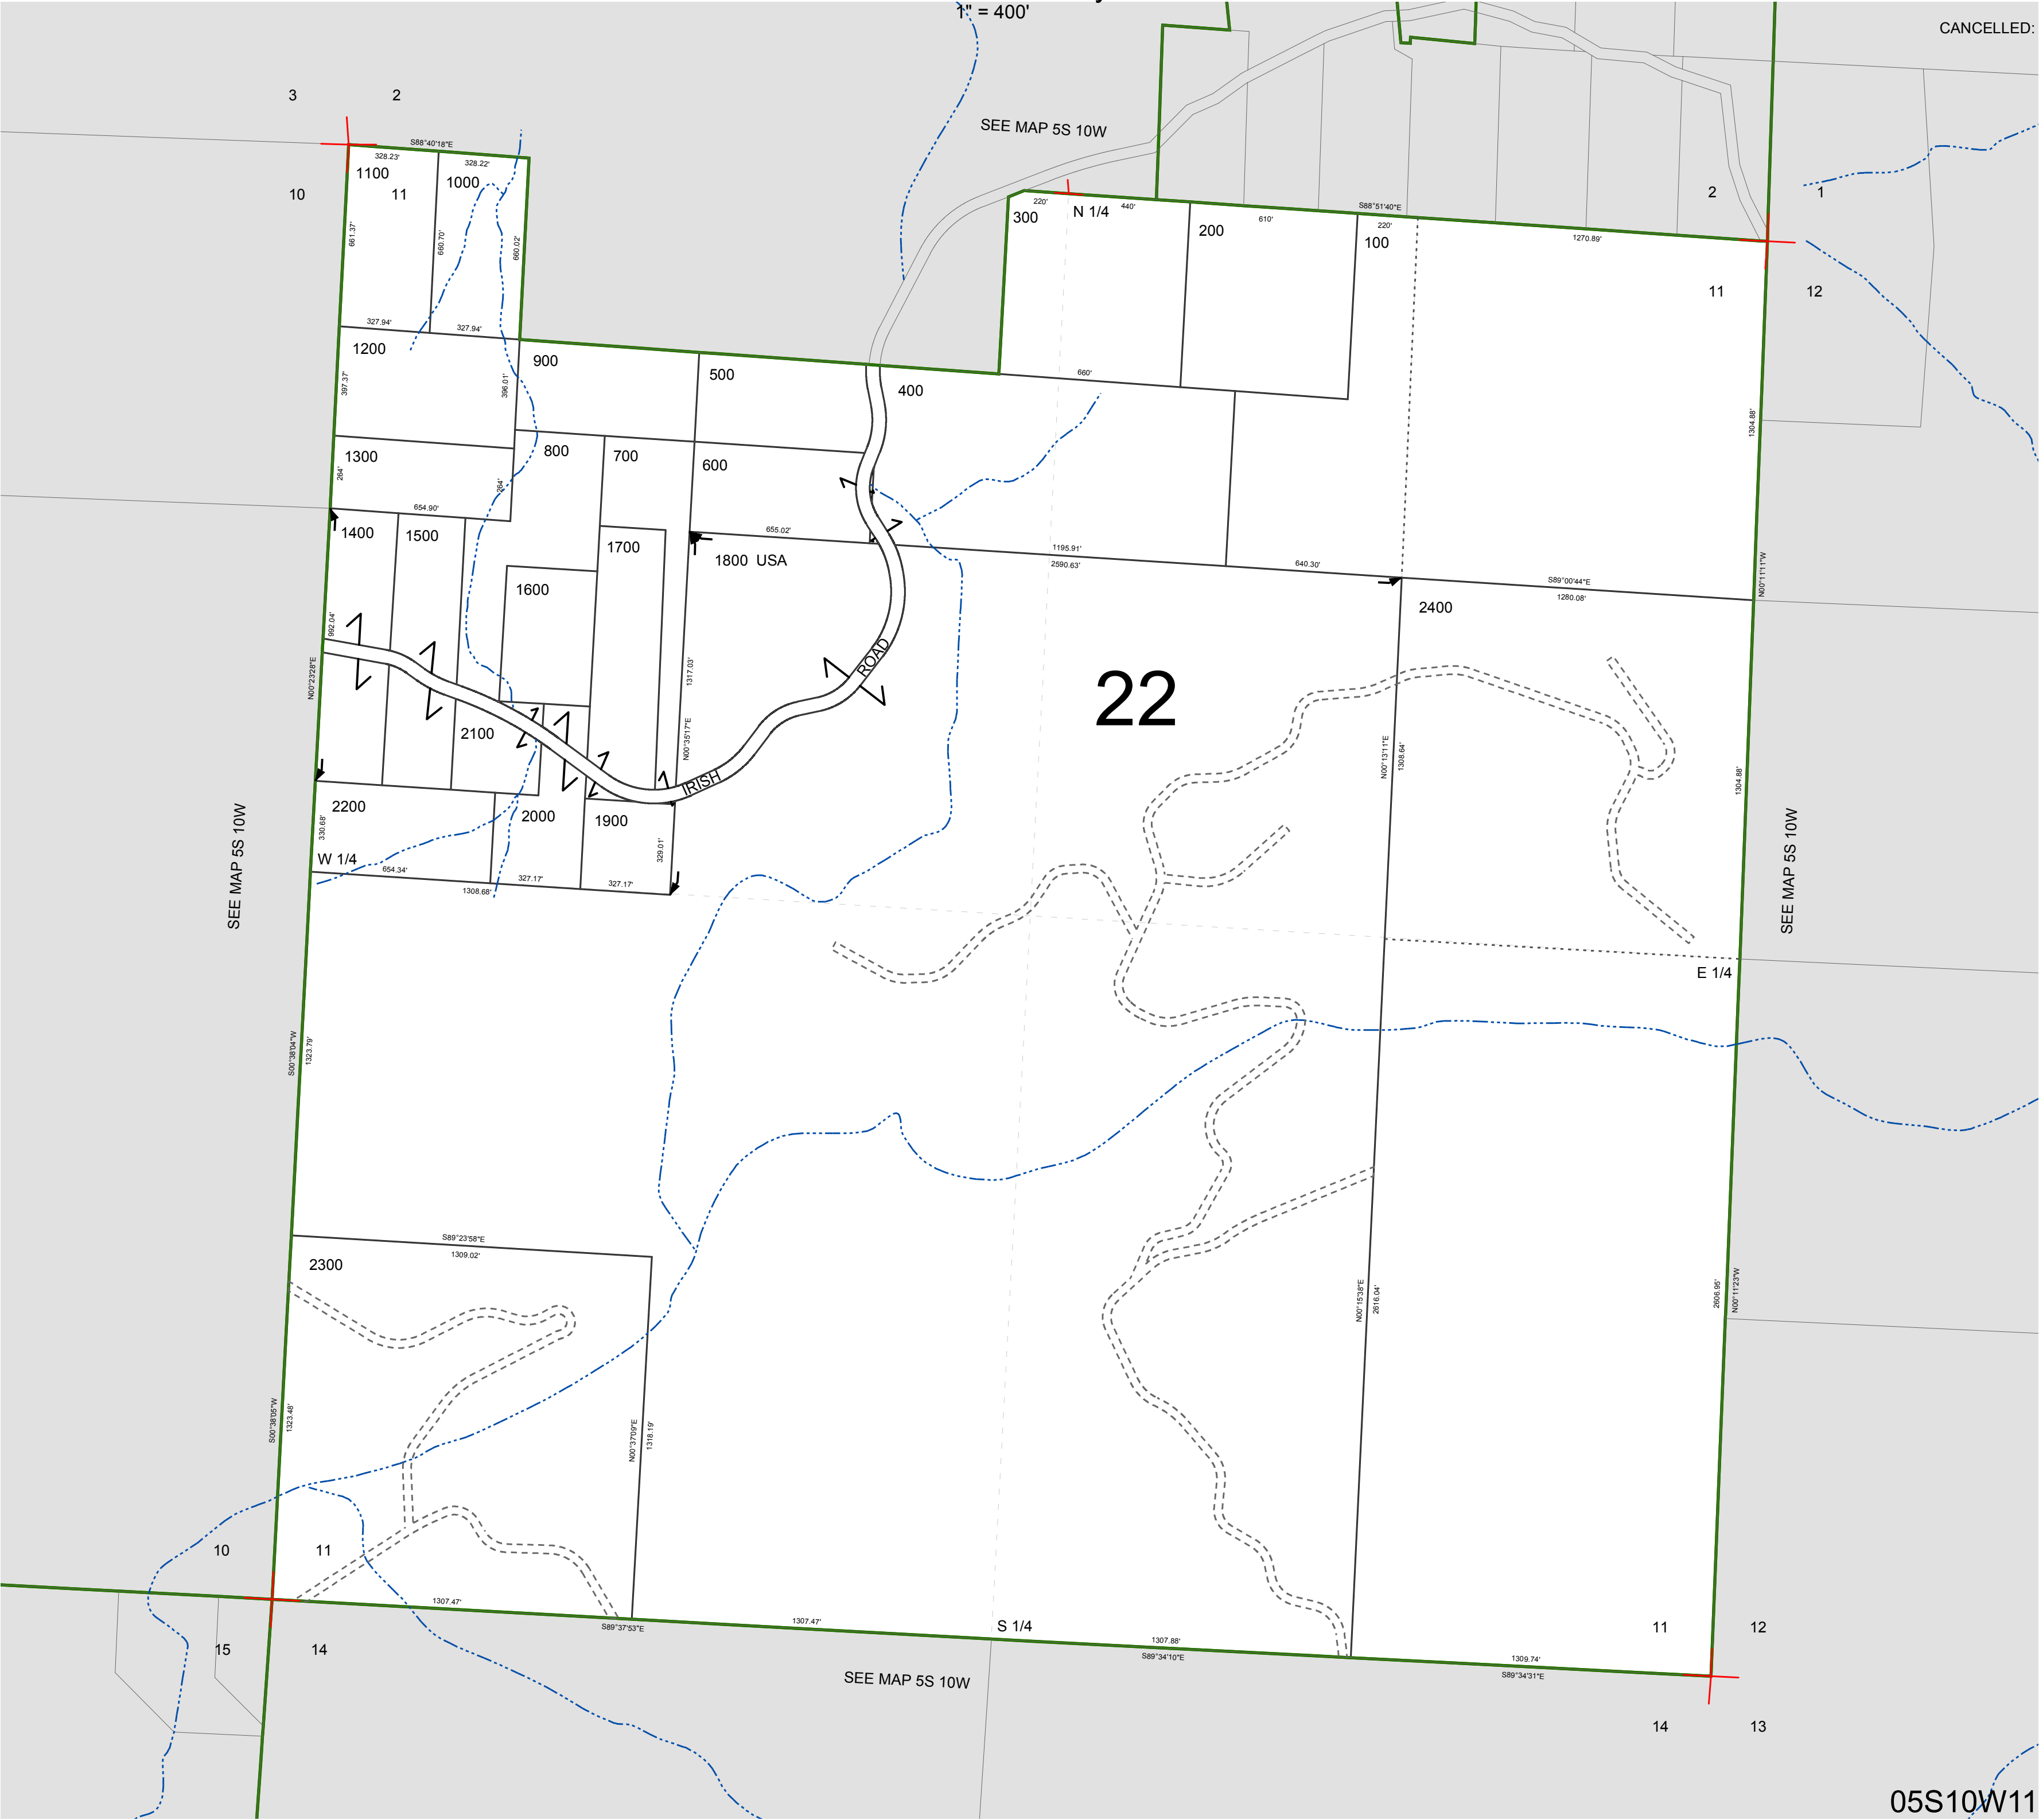 1" = 400'
CANCELLED:
3
2
SEE MAP 5S 10W
S88°40'18"E
328.23'
328.22'
1100
1000
10
11
2
1
661.37'
660.70'
660.02'
220'
N 1/4
440'
S88°51'40"E
300
200
610'
220'
100
1270.89'
11
12
327.94'
327.94'
1200
900
500
400
660'
397.37'
396.01'
1304.88'
1300
800
700
600
264'
264'
654.90'
1400
1500
1700
655.02'
1800 USA
1195.91'
2590.63'
640.30'
S89°00'44"E
1280.08'
N00°11'11"W
1600
2400
992.04'
N00°23'28"E
1317.03'
ROAD
22
N00°35'17"E
2100
N00°13'11"E
1308.64'
1304.88'
IRISH
2200
2000
1900
330.68'
329.01'
SEE MAP 5S 10W
SEE MAP 5S 10W
W 1/4
654.34'
327.17'
327.17'
1308.68'
E 1/4
S00°38'04"W
1323.79'
S89°23'58"E
1309.02'
2300
N00°15'38"E
2616.04'
2606.95'
N00°11'23"W
S00°38'05"W
1323.48'
N00°37'09"E
1318.19'
10
11
1307.47'
S89°37'53"E
1307.47'
S 1/4
1307.88'
S89°34'10"E
1309.74'
S89°34'31"E
11
12
15
14
SEE MAP 5S 10W
14
13
05S10W11